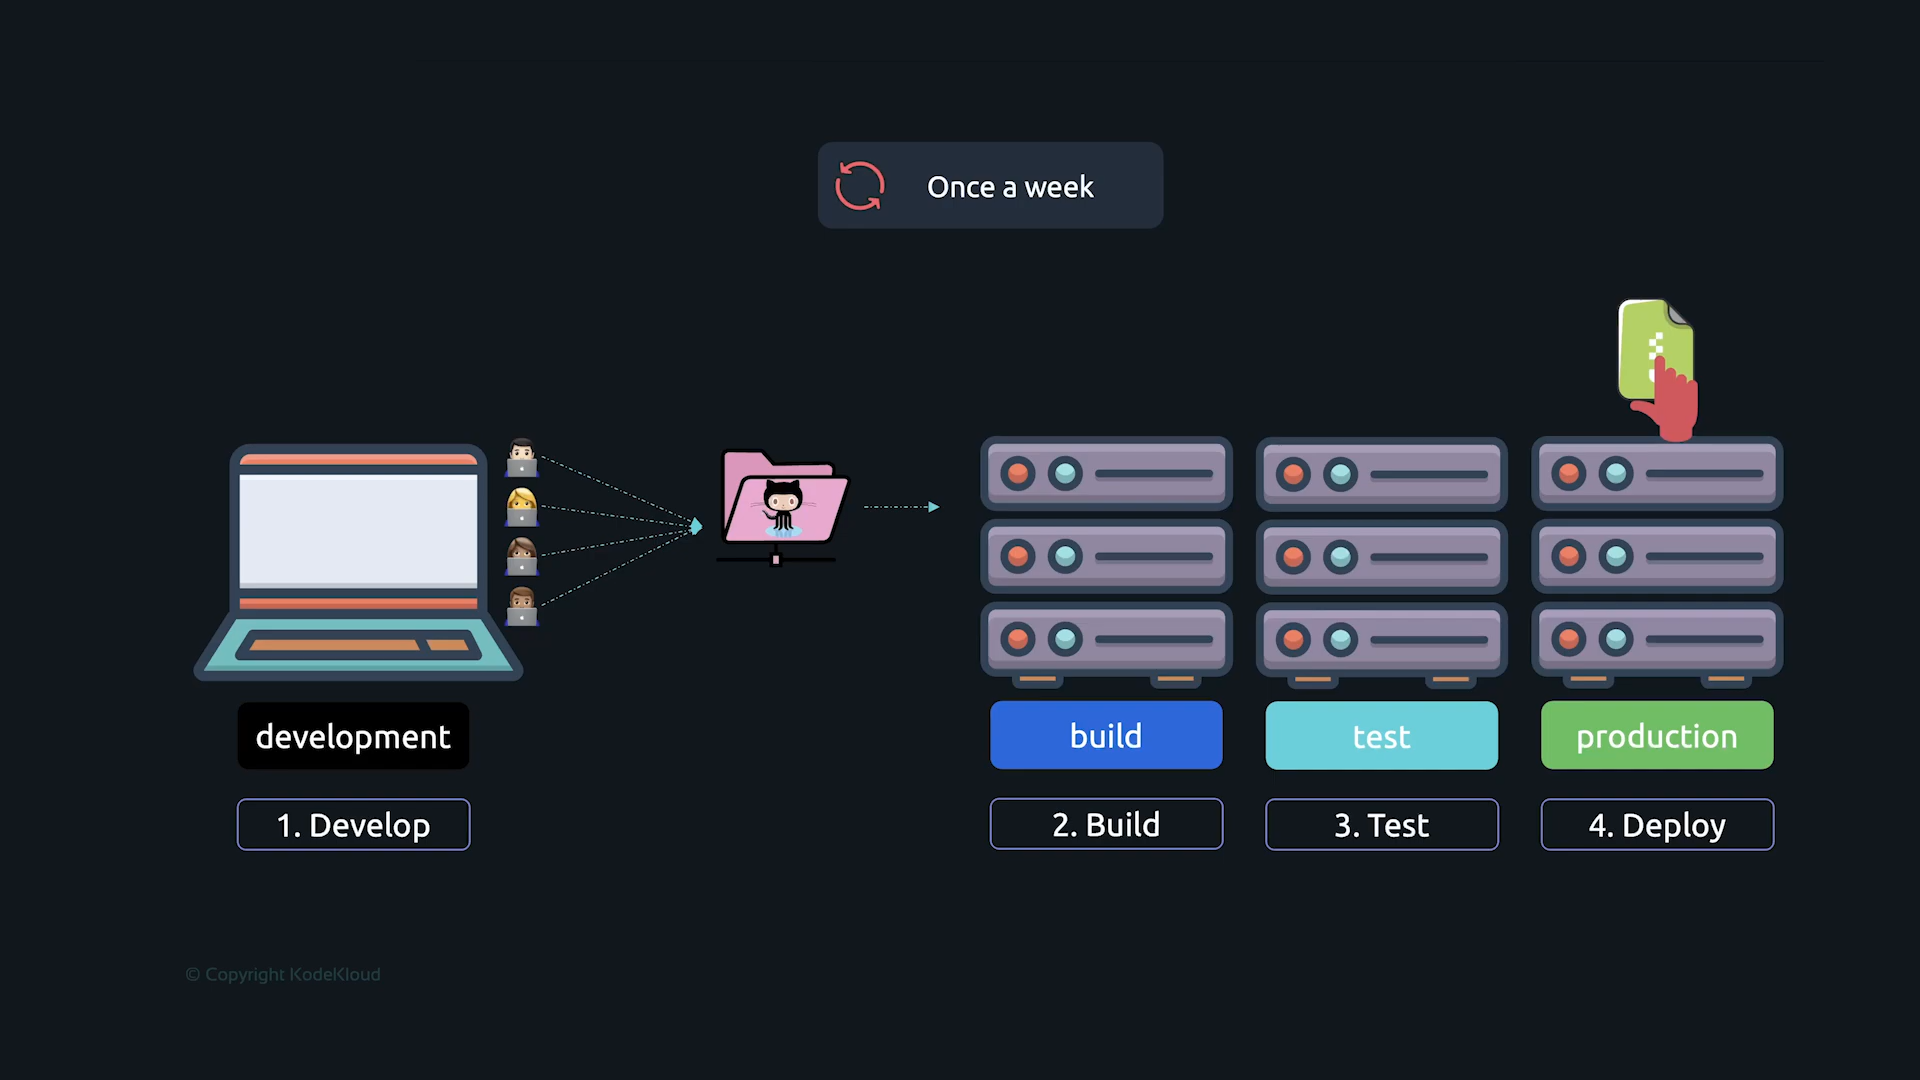 Once a week
development
build
test
production
1. Develop
2. Build
3. Test
4. Deploy
© Copyright KodeKloud